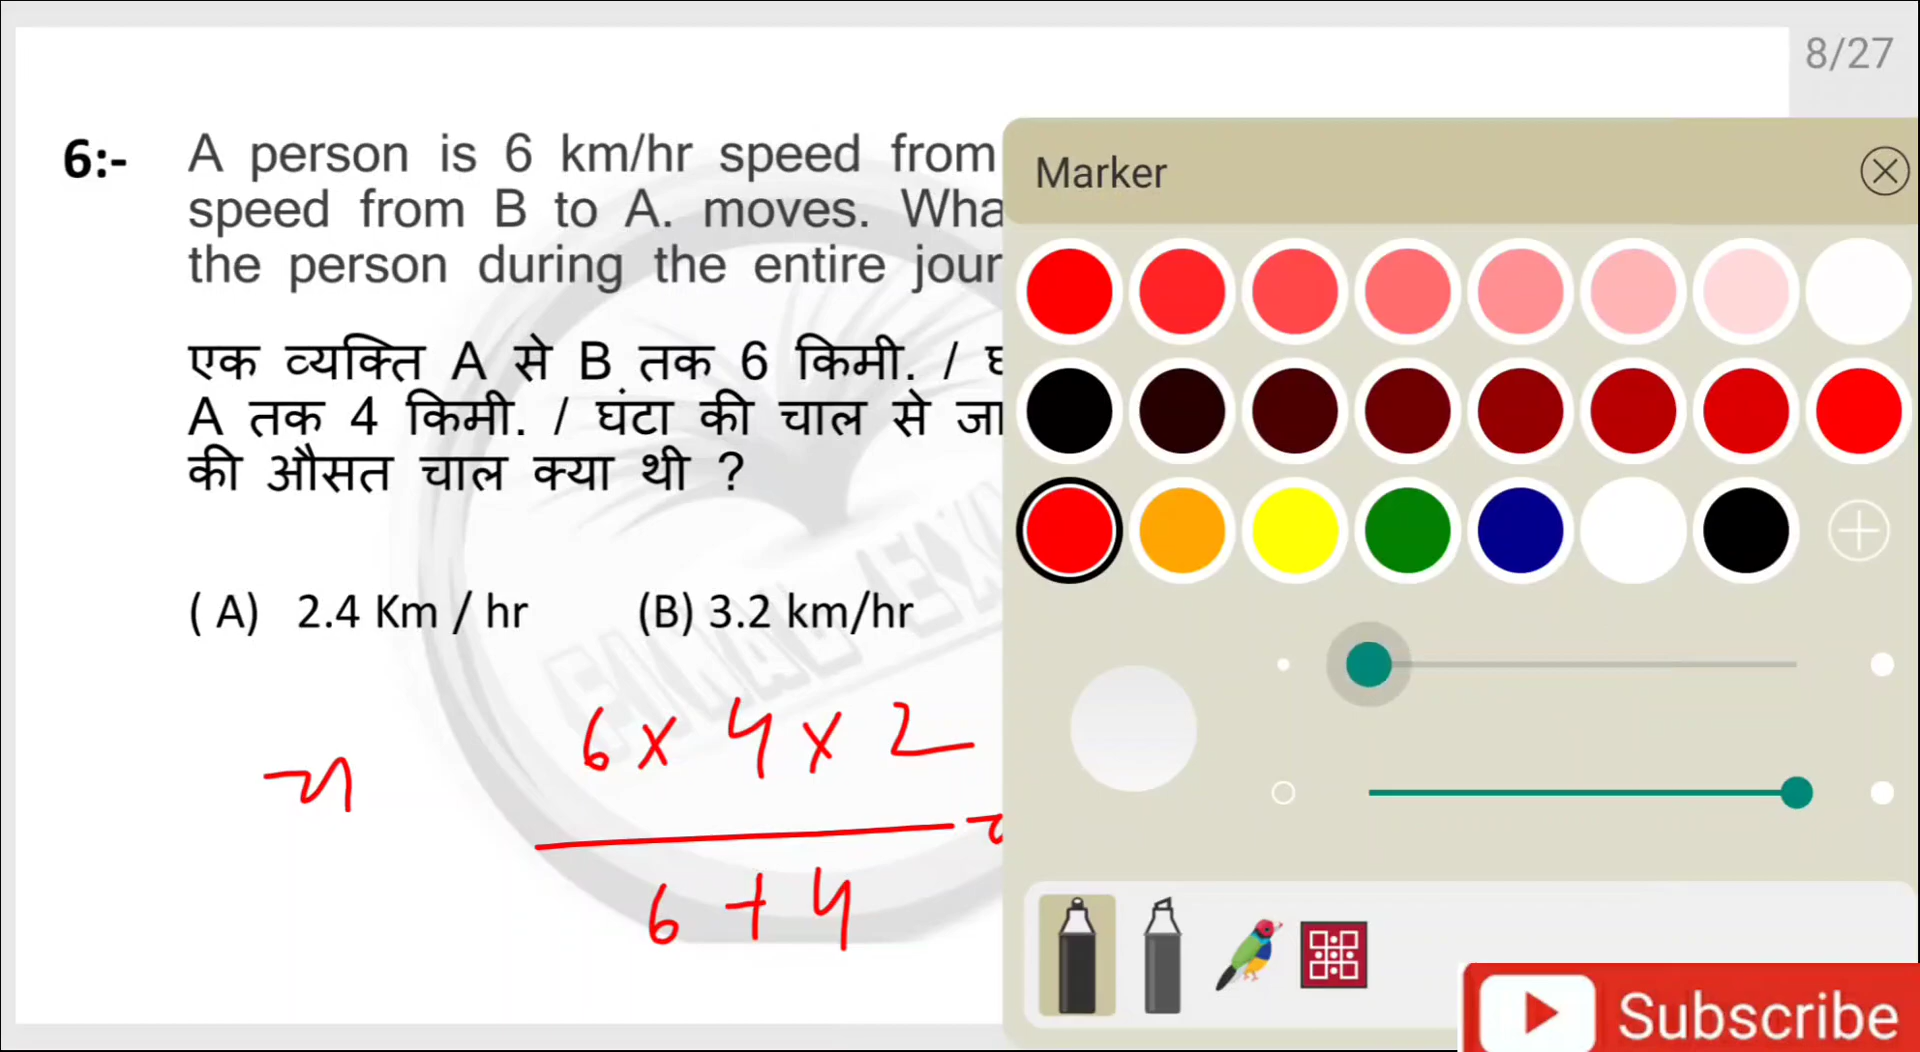 8/27
6:- A person is 6 km/hr speed from
speed from B to A. moves. Wha
the person during the entire jour
एक व्यक्ति A से B तक 6 किमी. / घ
A तक 4 किमी. / घंटा की चाल से जा
की औसत चाल क्या थी ?
( A) 2.4 Km / hr (B) 3.2 km/hr
6 x 4 x 2
6 + 4
FINAL EX
Marker
Subscribe